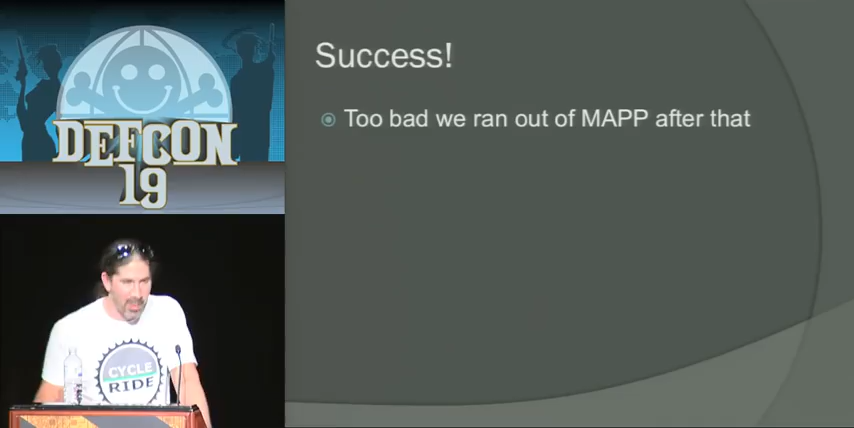 DEFCON
19
CYCLE
RIDE
Success!
Too bad we ran out of MAPP after that